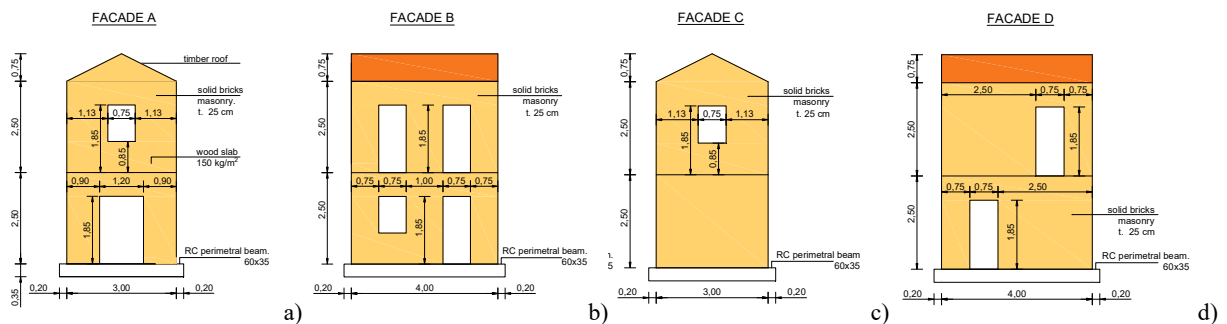 FACADE A
timber roof
solid bricks
masonry.
t. 25 cm
0,75
2,50
2,50
0,35
1,13
0,75
1,13
1,85
0,85
wood slab
150 kg/m²
0,90
1,20
0,90
1,85
RC perimetral beam.
60x35
0,20
3,00
0,20
a)
FACADE B
0,75
2,50
2,50
solid bricks
masonry
t. 25 cm
1,85
0,75
0,75
1,00
0,75
0,75
1,85
RC perimetral beam.
60x35
0,20
4,00
0,20
b)
FACADE C
0,75
2,50
2,50
solid bricks
masonry
t. 25 cm
1,13
0,75
1,13
1,85
0,85
m.
5
RC perimetral beam
60x35
0,20
3,00
0,20
c)
FACADE D
0,75
2,50
2,50
2,50
0,75
0,75
1,85
0,75
0,75
2,50
1,85
solid bricks
masonry
t. 25 cm
RC perimetral beam.
60x35
0,20
4,00
0,20
d)